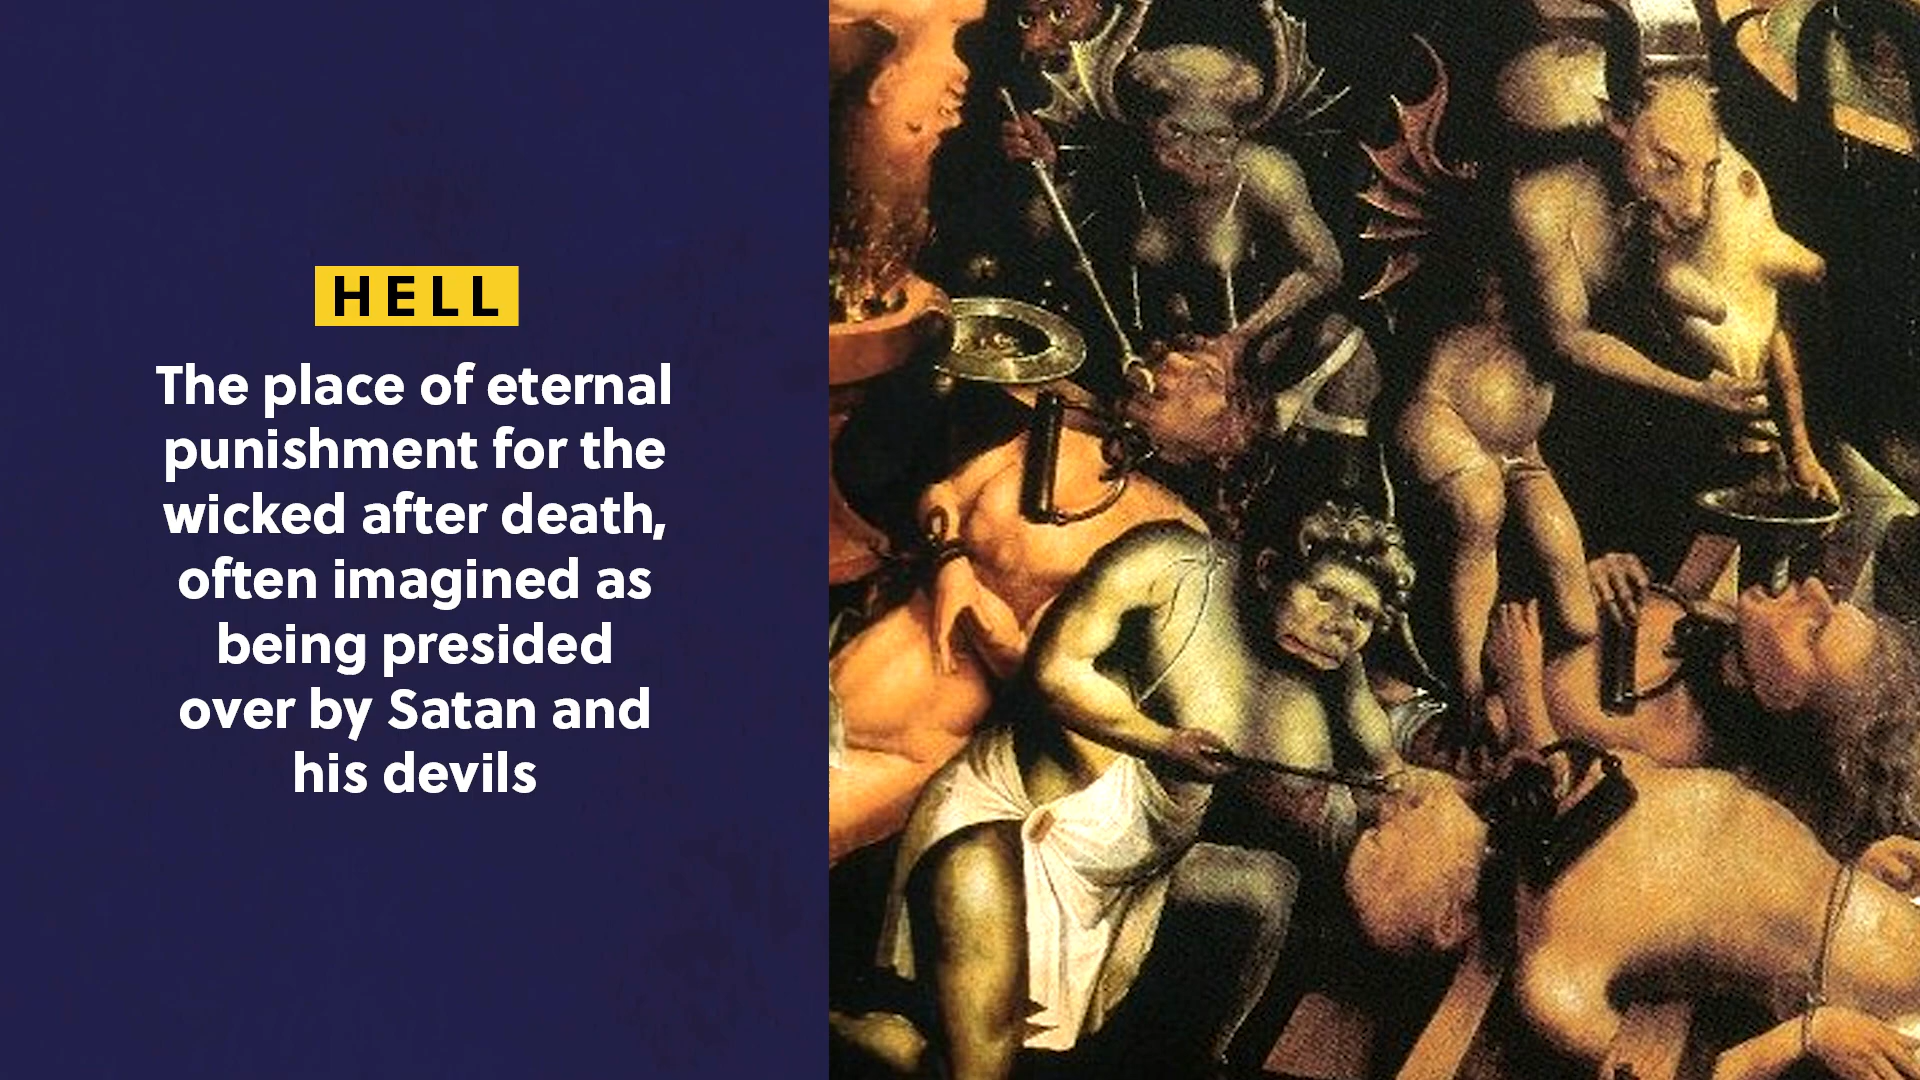 HELL
The place of eternal
punishment for the
wicked after death,
often imagined as
being presided
over by Satan and
his devils